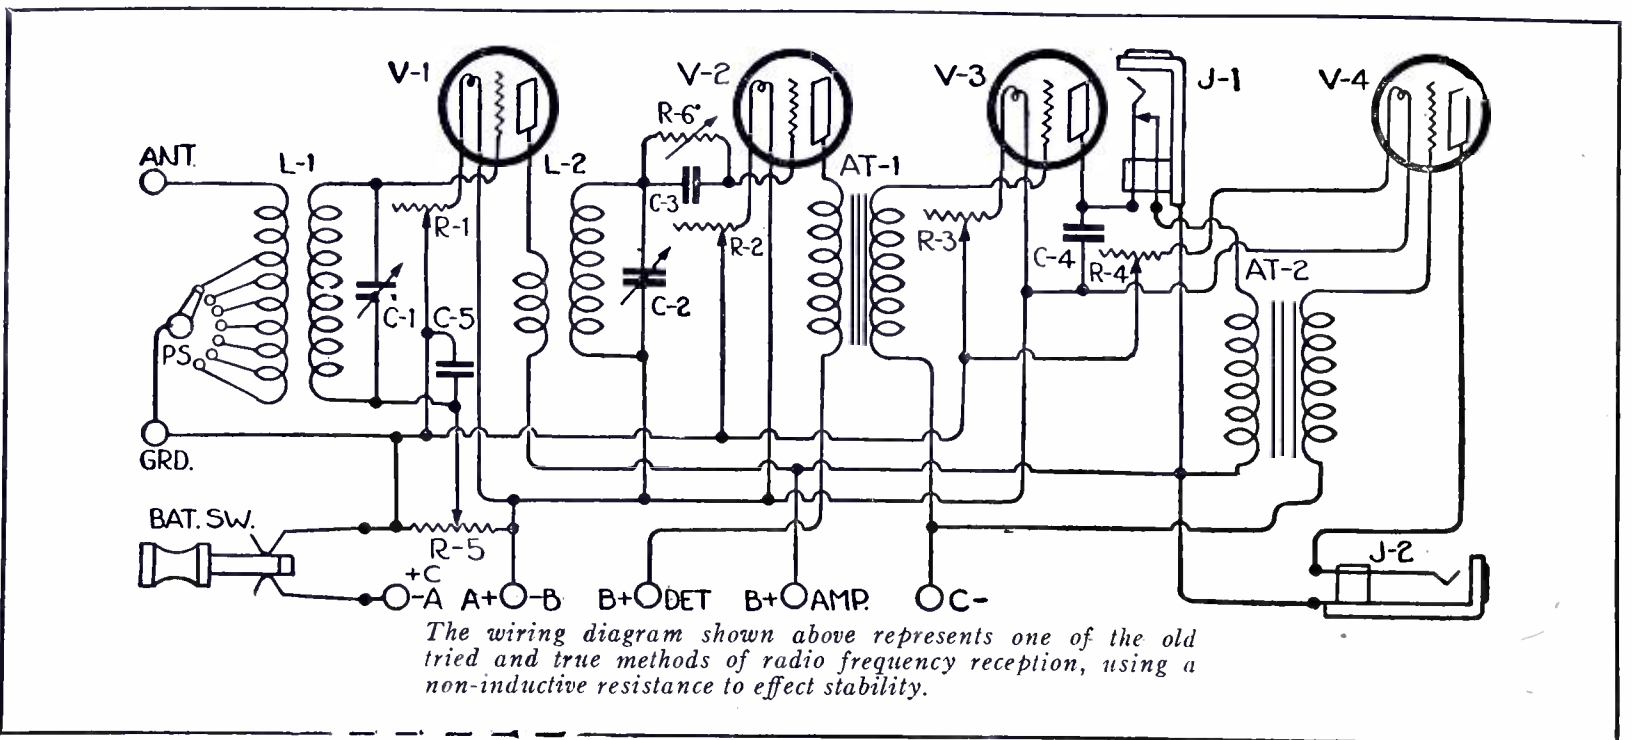 V-1
V-2
V-3
J-1
V-4
R-6
ANT.
L-1
L-2
AT-1
C-3
R-1
R-2
R-3
C-4
R-4
AT-2
C-1
C-5
C-2
PS.
GRD.
BAT. SW.
R-5
J-2
+C
-A
A+
-B
B+
DET
B+
AMP.
C-
The wiring diagram shown above represents one of the old
tried and true methods of radio frequency reception, using a
non-inductive resistance to effect stability.